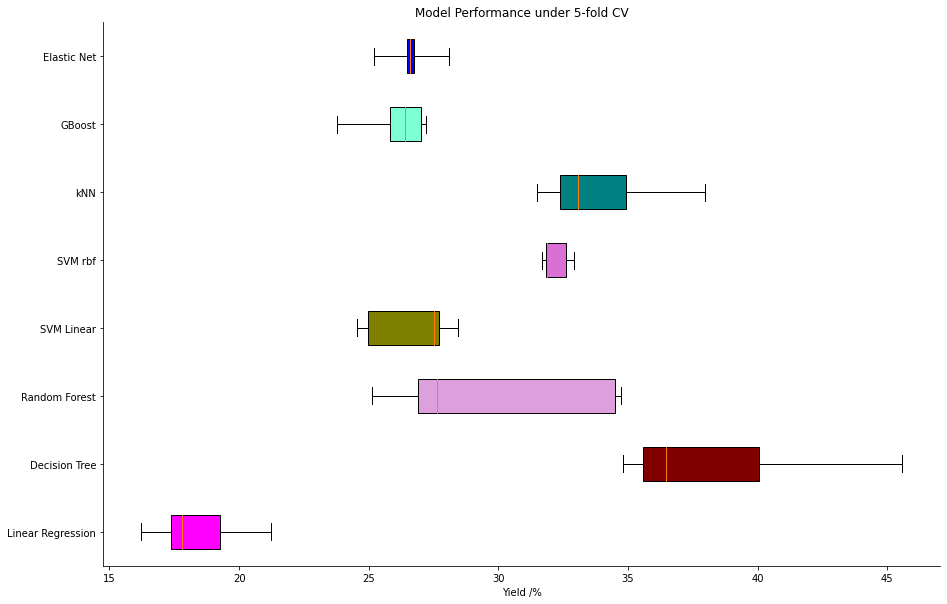 Model Performance under 5-fold CV
Elastic Net
GBoost
kNN
SVM rbf
SVM Linear
Random Forest
Decision Tree
Linear Regression
15 20 25 30 35 40 45
Yield /%